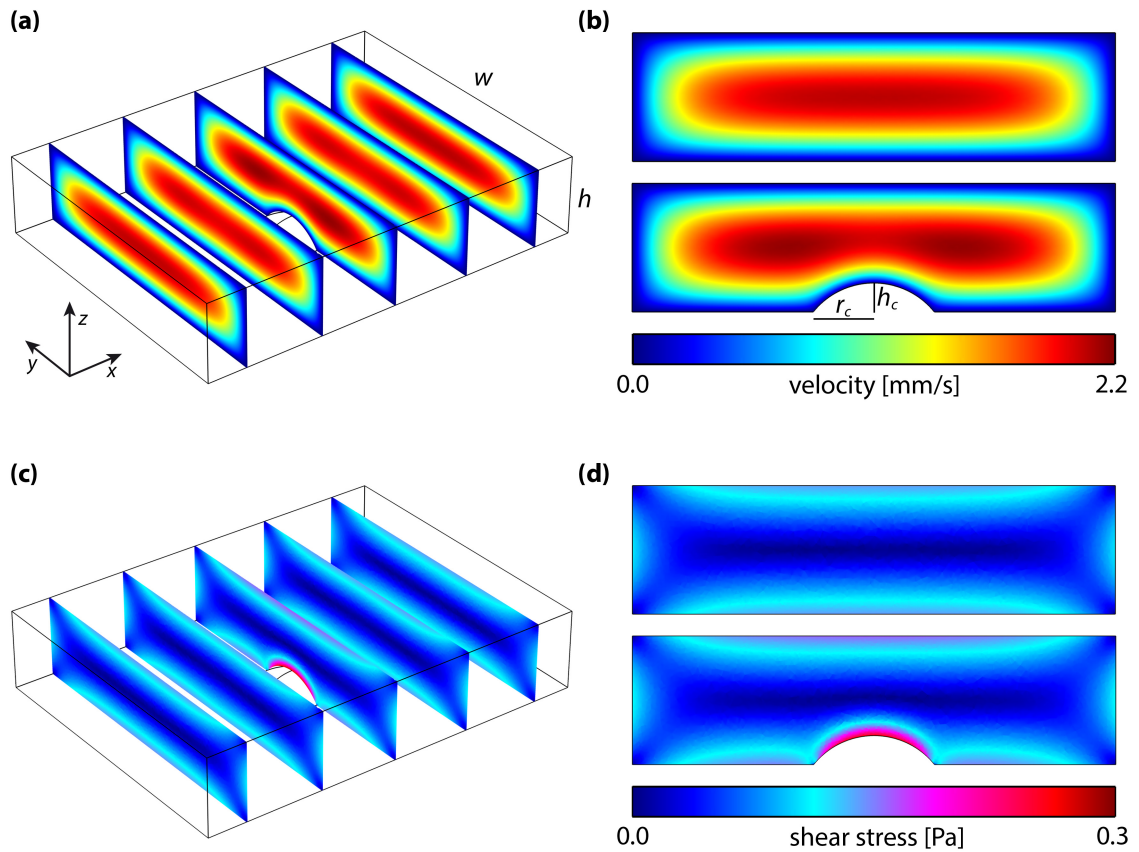 (a)
w
h
z
y
x
(b)
r_c
h_c
0.0 velocity [mm/s] 2.2
(c)
(d)
0.0 shear stress [Pa] 0.3